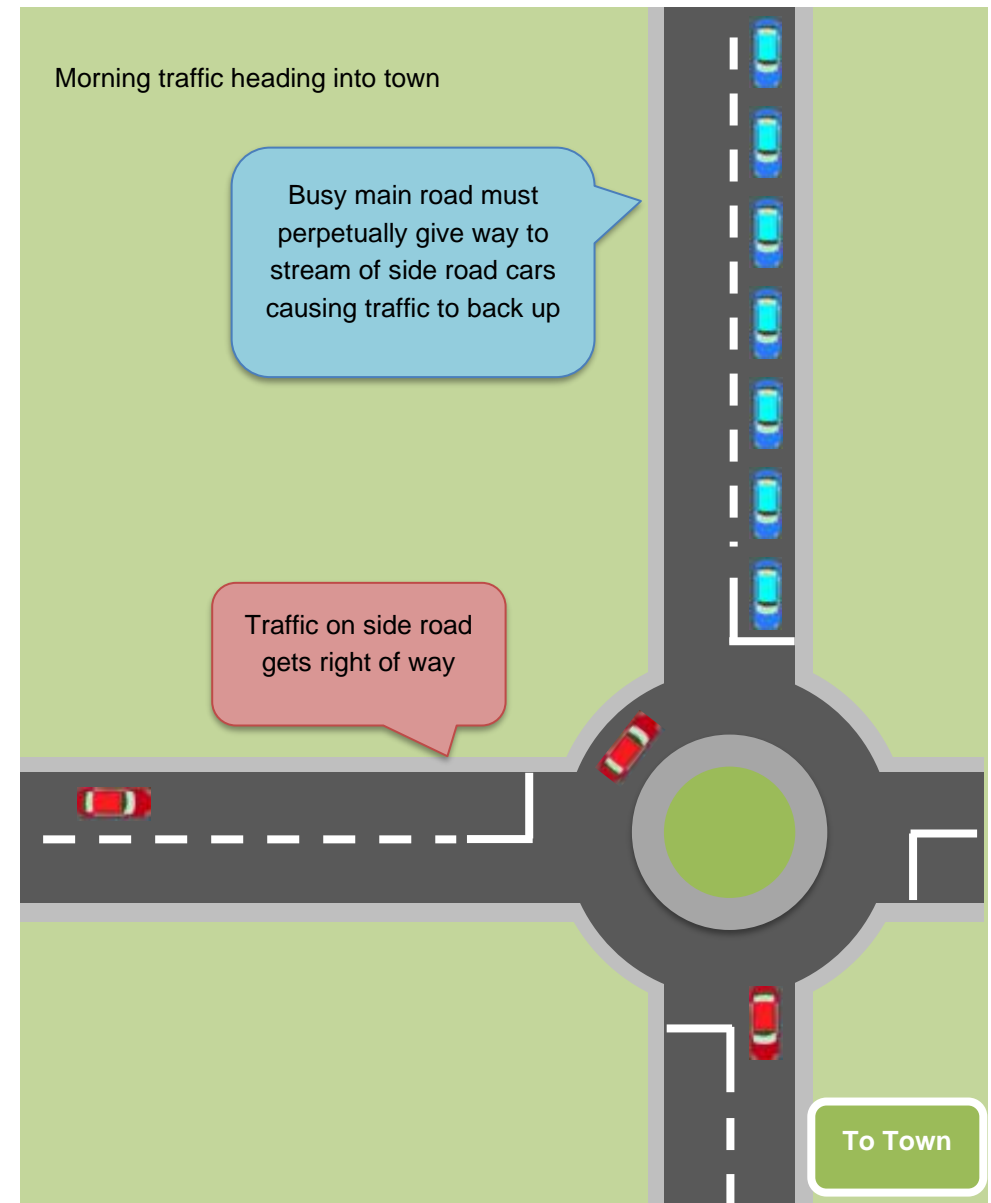 Morning traffic heading into town
Busy main road must
perpetually give way to
stream of side road cars
causing traffic to back up
Traffic on side road
gets right of way
To Town